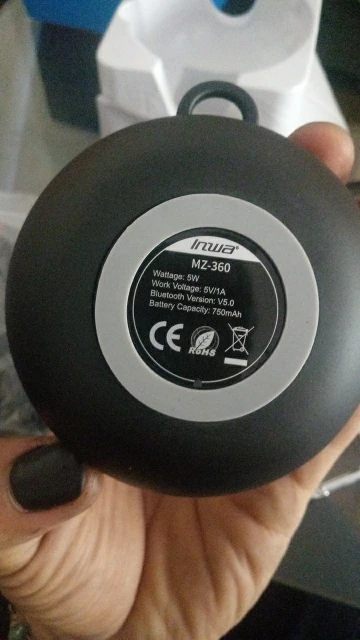 Inwa
MZ-360
Wattage: 5W
Work Voltage: 5V/1A
Bluetooth Version: V5.0
Battery Capacity: 750mAh
CE
RoHS